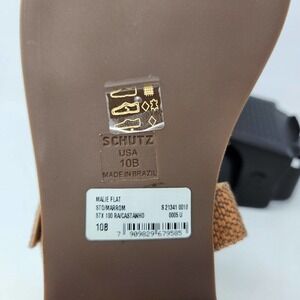 SCHUTZ
USA
10B
MADE IN BRAZIL
MALIE FLAT
STD/MARROM S 21341 0010
STX 100 RA/CASTANHO 0005 U
10B 7 909829 679585